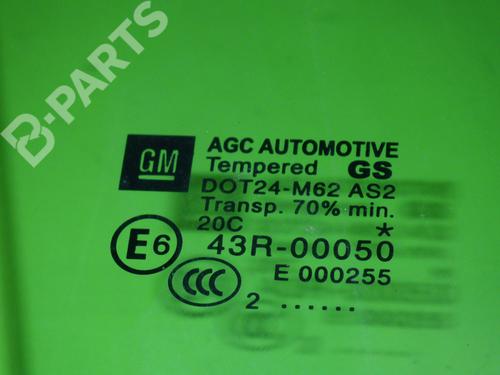 B-PARTS
GM
AGC AUTOMOTIVE
Tempered GS
DOT24-M62 AS2
Transp. 70% min.
20C *
E6 43R-00050
CCC E 000255
2 ......